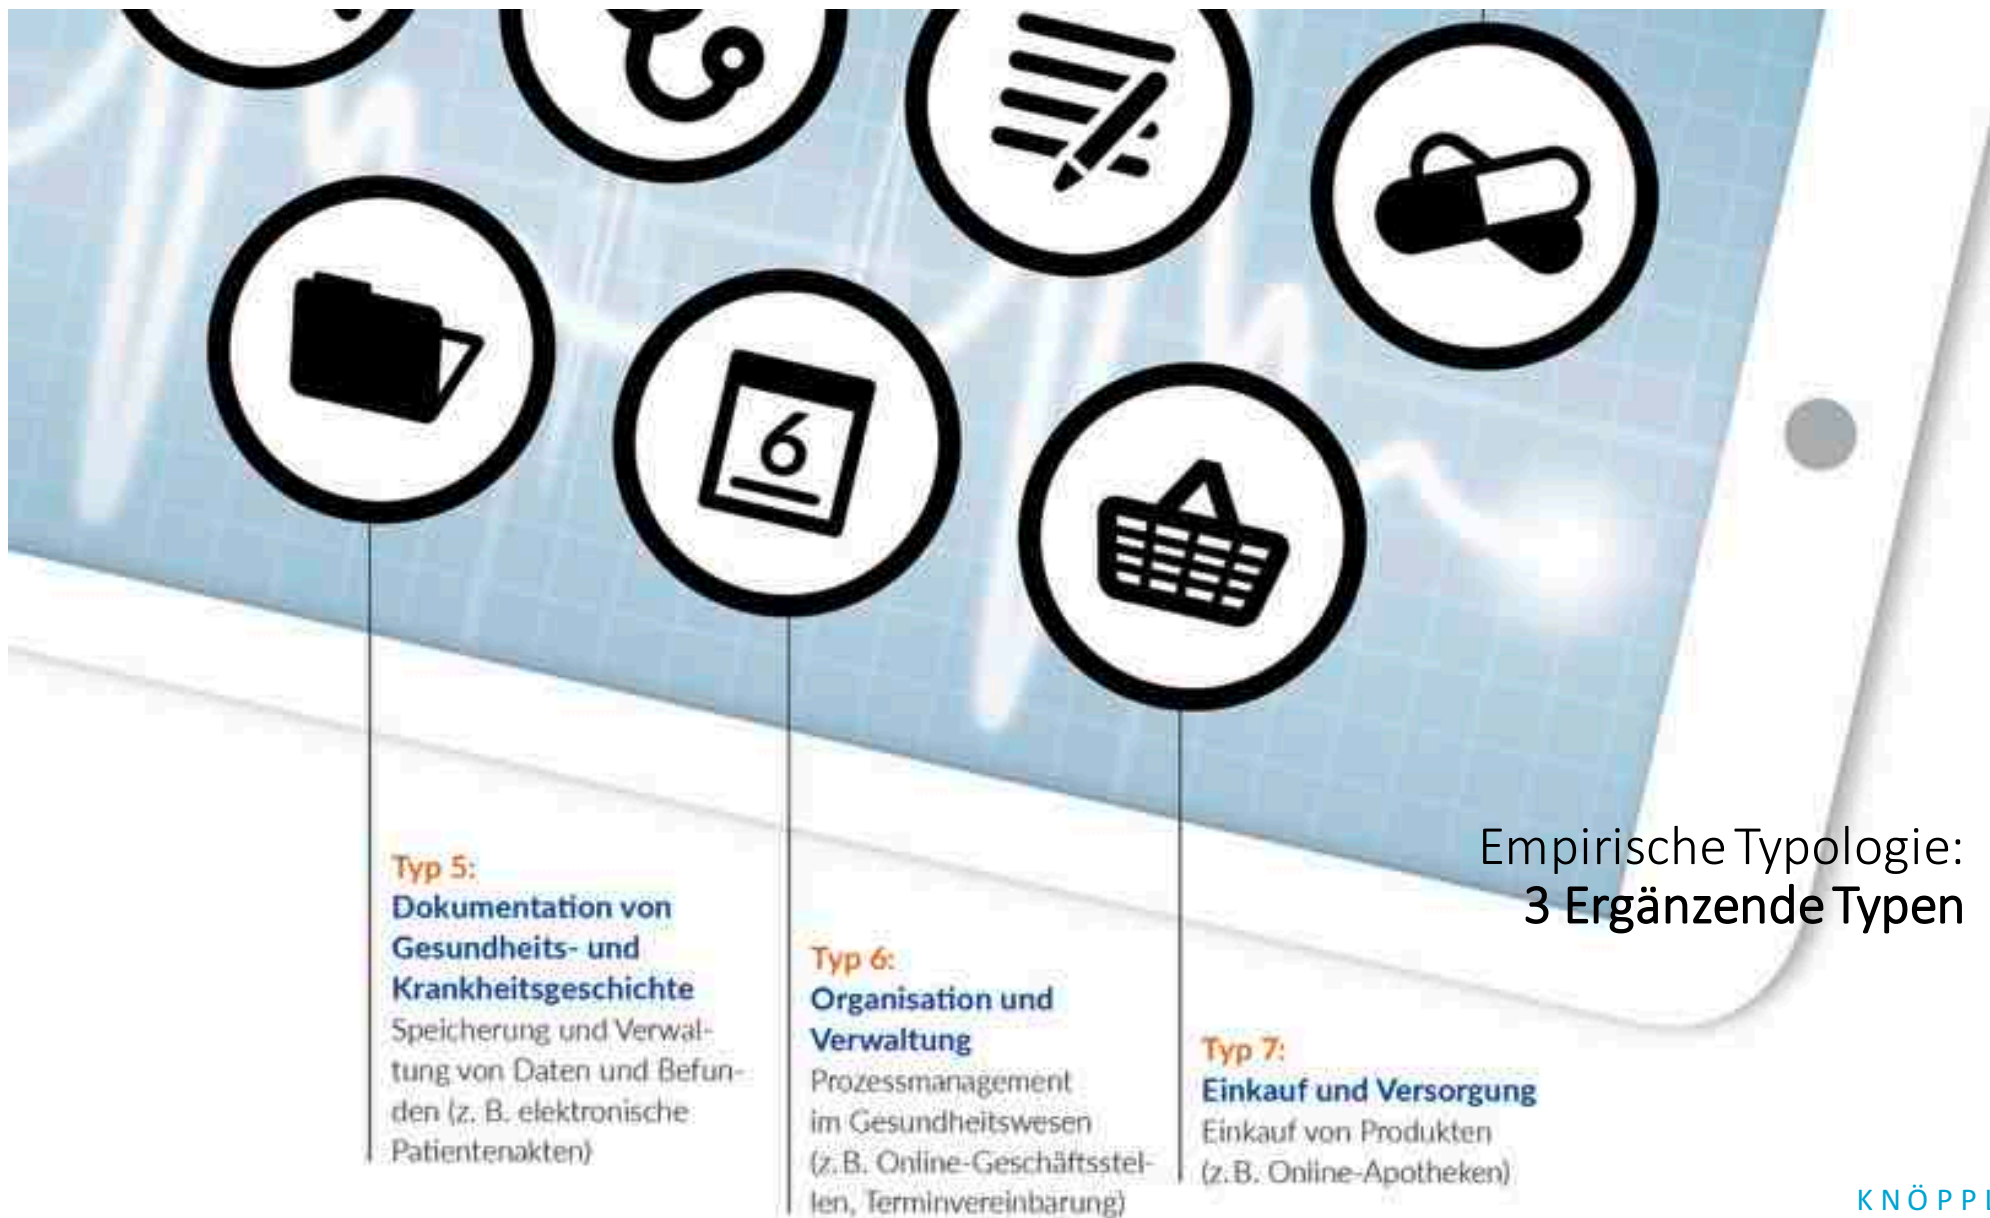 6
Typ 5:
Dokumentation von
Gesundheits- und
Krankheitsgeschichte
Speicherung und Verwal-
tung von Daten und Befun-
den (z. B. elektronische
Patientenakten)
Typ 6:
Organisation und
Verwaltung
Prozessmanagement
im Gesundheitswesen
(z.B. Online-Geschäftsstel-
len, Terminvereinbarung)
Typ 7:
Einkauf und Versorgung
Einkauf von Produkten
(z.B. Online-Apotheken)
Empirische Typologie:
3 Ergänzende Typen
KNÖPPL